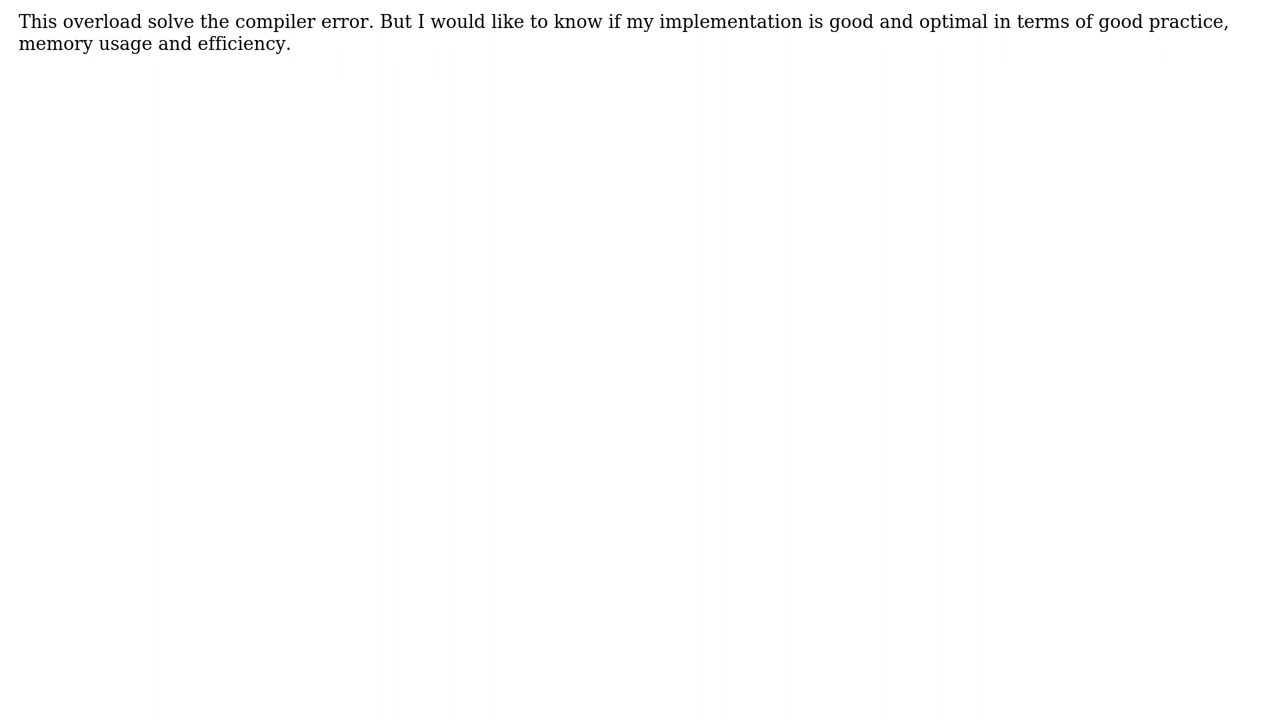 This overload solve the compiler error. But I would like to know if my implementation is good and optimal in terms of good practice,
memory usage and efficiency.